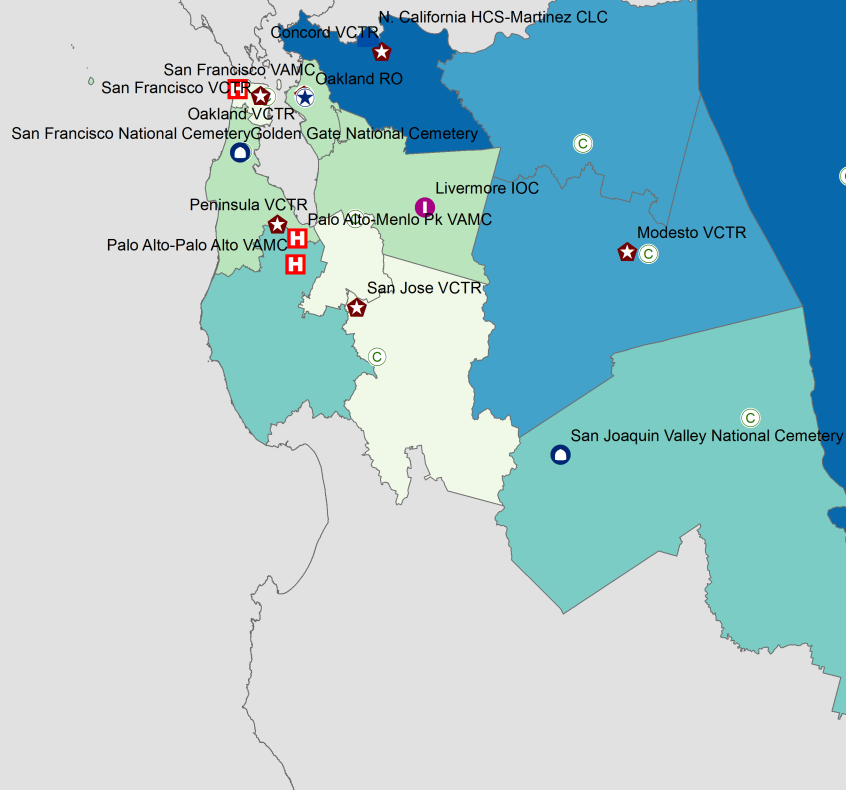 N. California HCS-Martinez CLC
Concord VCTR
San Francisco VAMC
Oakland RO
San Francisco VCTR
H
Oakland VCTR
San Francisco National Cemetery
Golden Gate National Cemetery
C
C
Livermore IOC
I
Peninsula VCTR
Palo Alto-Menlo Pk VAMC
C
Modesto VCTR
H
Palo Alto-Palo Alto VAMC
C
H
San Jose VCTR
C
C
San Joaquin Valley National Cemetery